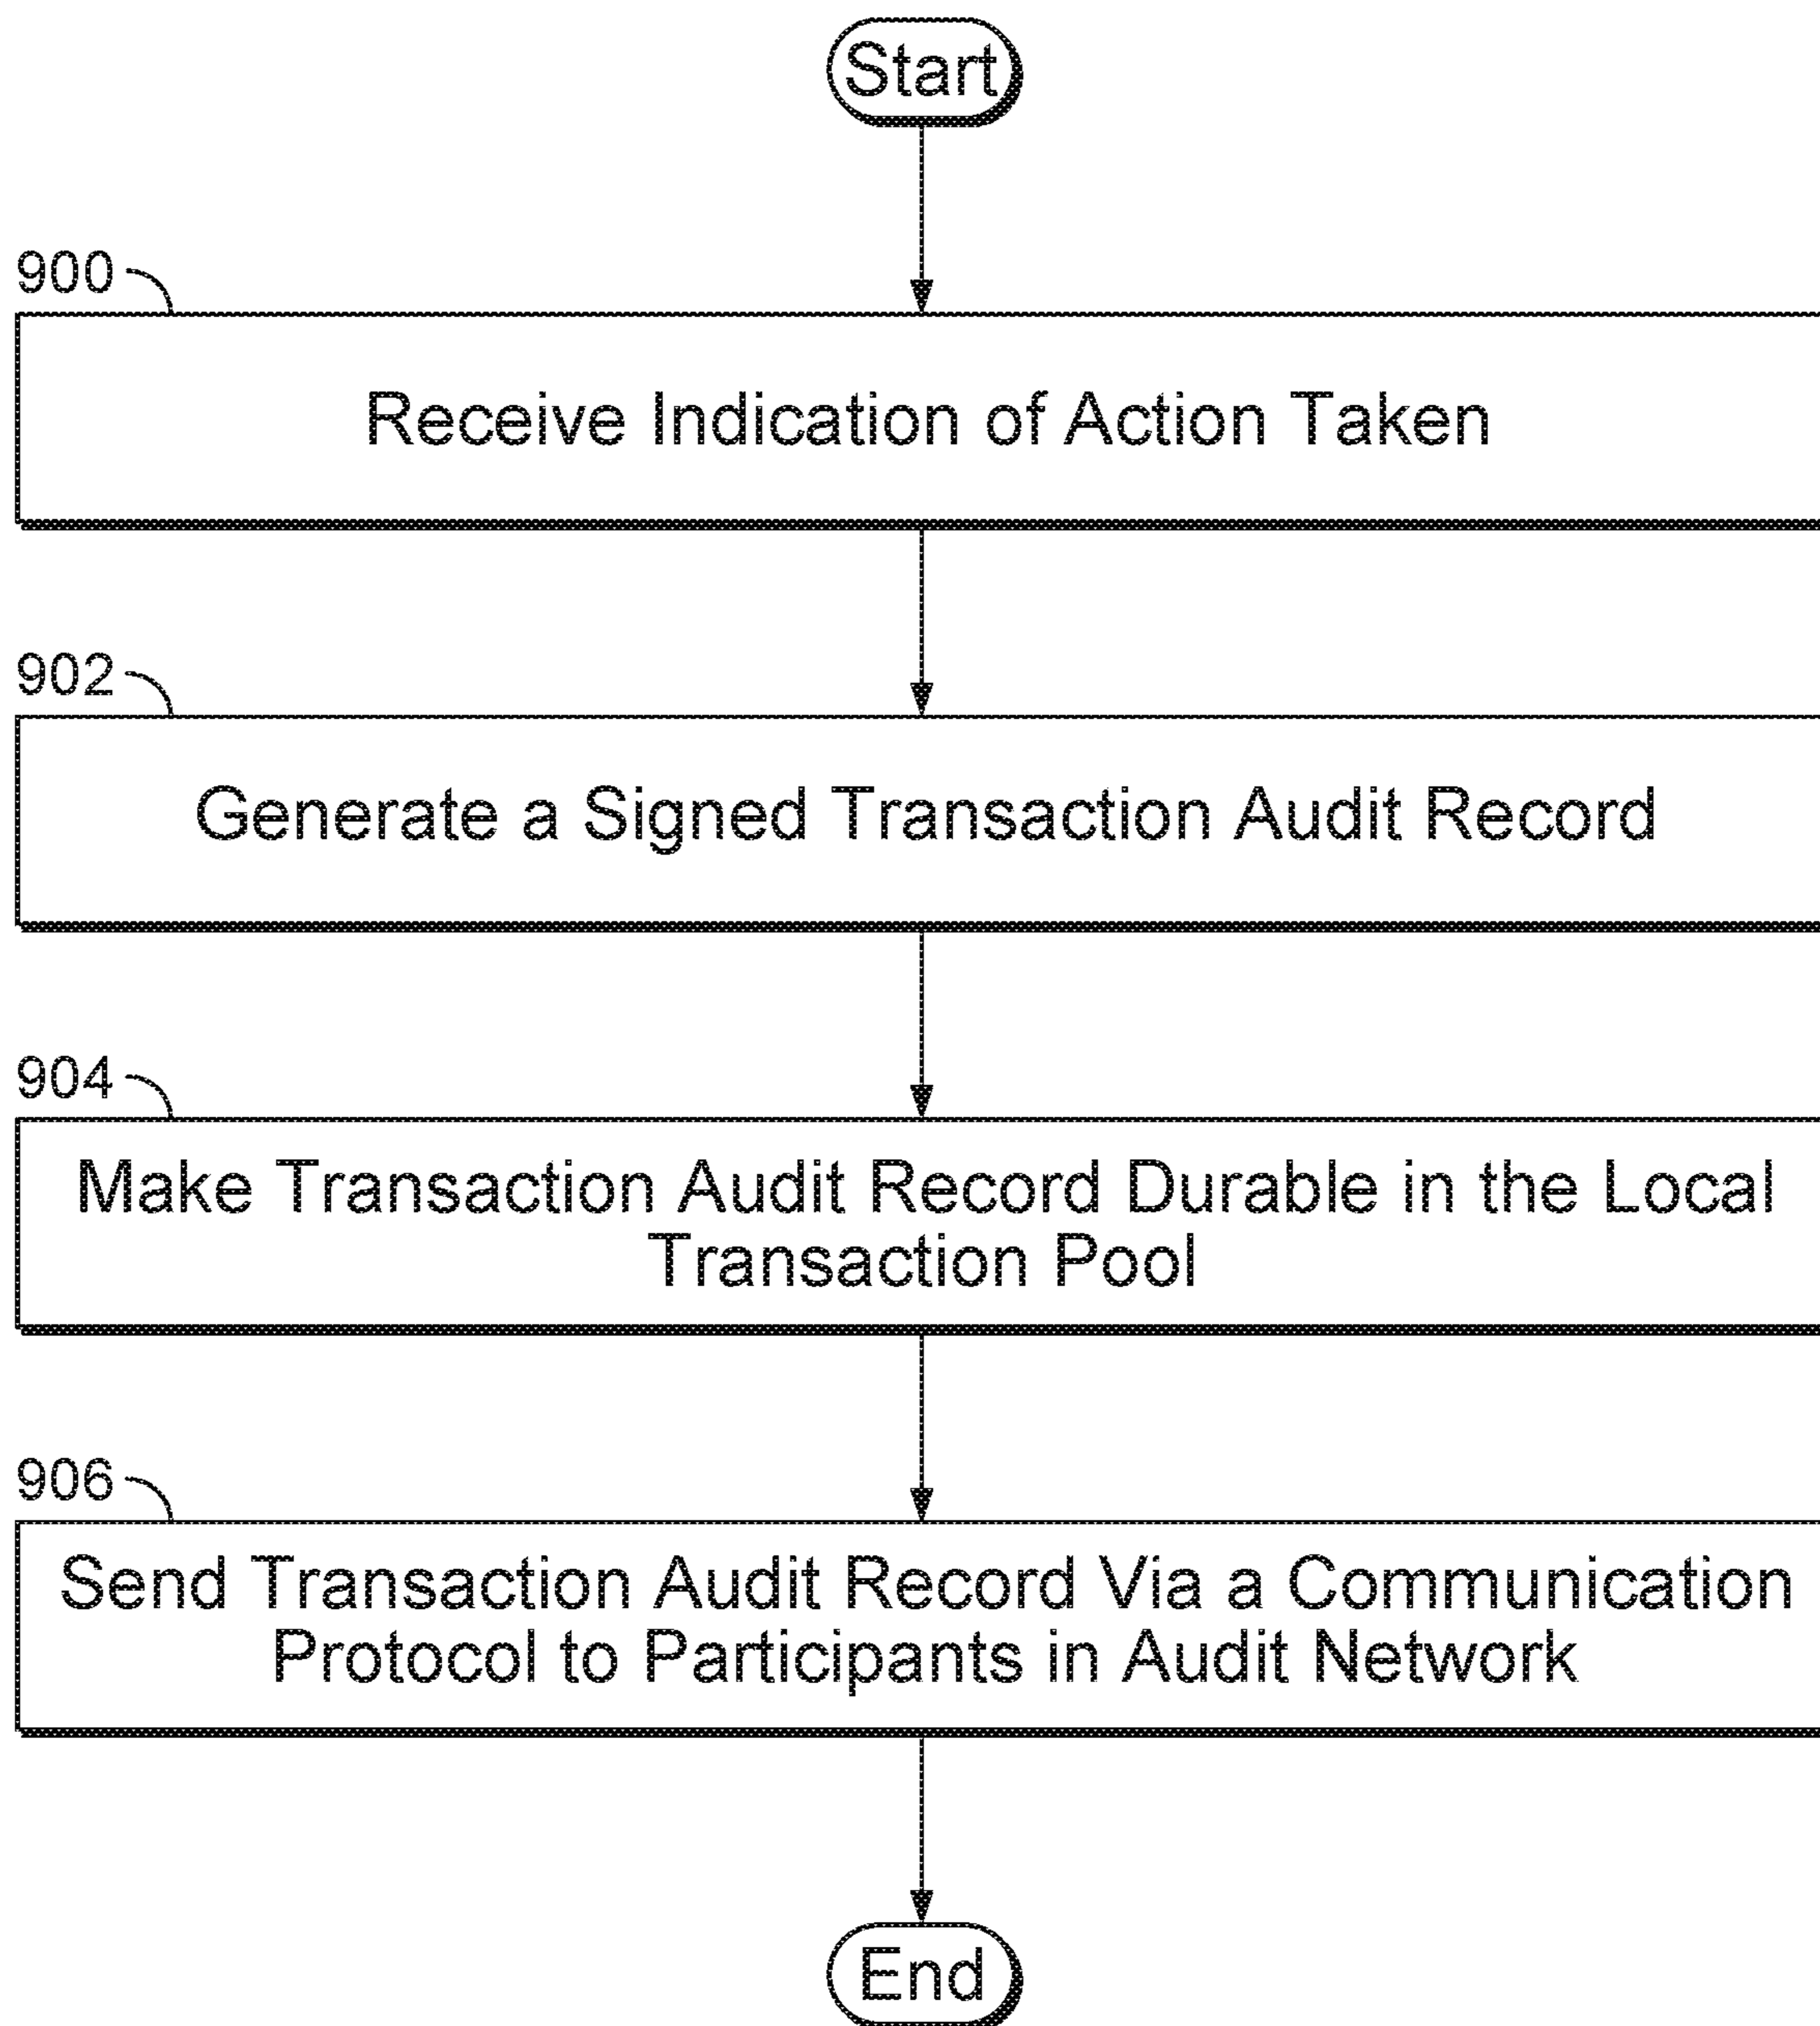 Start
900
Receive Indication of Action Taken
902
Generate a Signed Transaction Audit Record
904
Make Transaction Audit Record Durable in the Local
Transaction Pool
906
Send Transaction Audit Record Via a Communication
Protocol to Participants in Audit Network
End